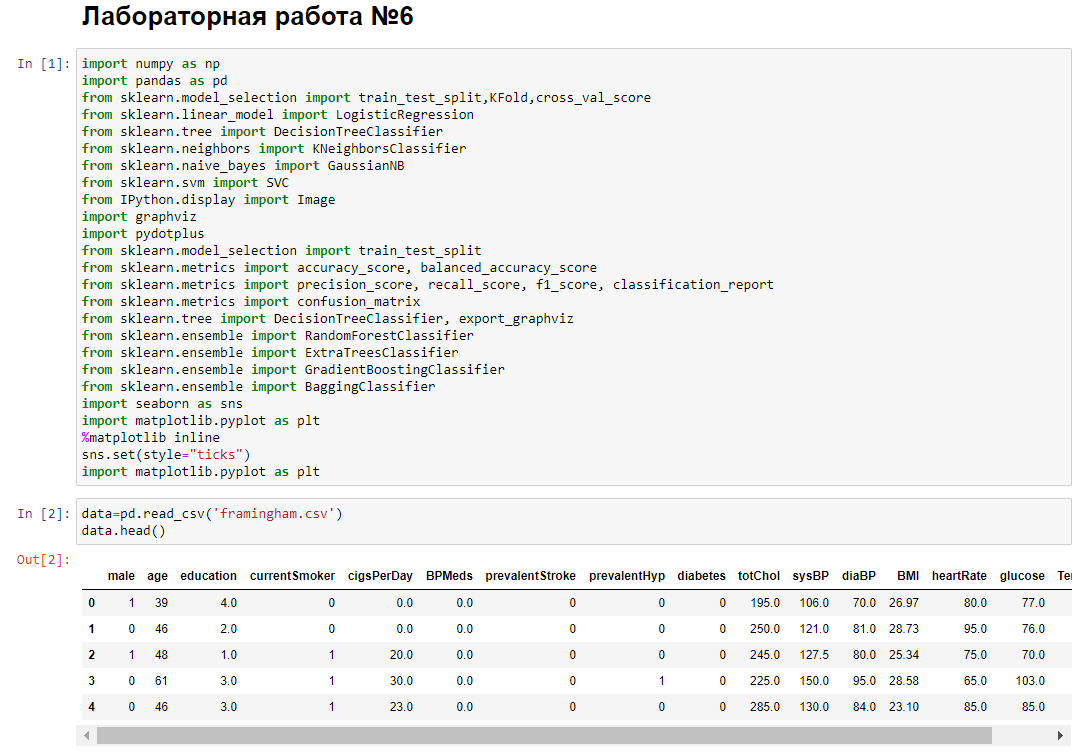 Лабораторная работа №6
In [1]:
import numpy as np
import pandas as pd
from sklearn.model_selection import train_test_split,KFold,cross_val_score
from sklearn.linear_model import LogisticRegression
from sklearn.tree import DecisionTreeClassifier
from sklearn.neighbors import KNeighborsClassifier
from sklearn.naive_bayes import GaussianNB
from sklearn.svm import SVC
from IPython.display import Image
import graphviz
import pydotplus
from sklearn.model_selection import train_test_split
from sklearn.metrics import accuracy_score, balanced_accuracy_score
from sklearn.metrics import precision_score, recall_score, f1_score, classification_report
from sklearn.metrics import confusion_matrix
from sklearn.tree import DecisionTreeClassifier, export_graphviz
from sklearn.ensemble import RandomForestClassifier
from sklearn.ensemble import ExtraTreesClassifier
from sklearn.ensemble import GradientBoostingClassifier
from sklearn.ensemble import BaggingClassifier
import seaborn as sns
import matplotlib.pyplot as plt
%matplotlib inline
sns.set(style="ticks")
import matplotlib.pyplot as plt
In [2]:
data=pd.read_csv('framingham.csv')
data.head()
Out[2]:
male age education currentSmoker cigsPerDay BPMeds prevalentStroke prevalentHyp diabetes totChol sysBP diaBP BMI heartRate glucose
0 1 39 4.0 0 0.0 0.0 0 0 0 195.0 106.0 70.0 26.97 80.0 77.0
1 0 46 2.0 0 0.0 0.0 0 0 0 250.0 121.0 81.0 28.73 95.0 76.0
2 1 48 1.0 1 20.0 0.0 0 0 0 245.0 127.5 80.0 25.34 75.0 70.0
3 0 61 3.0 1 30.0 0.0 0 1 0 225.0 150.0 95.0 28.58 65.0 103.0
4 0 46 3.0 1 23.0 0.0 0 0 0 285.0 130.0 84.0 23.10 85.0 85.0